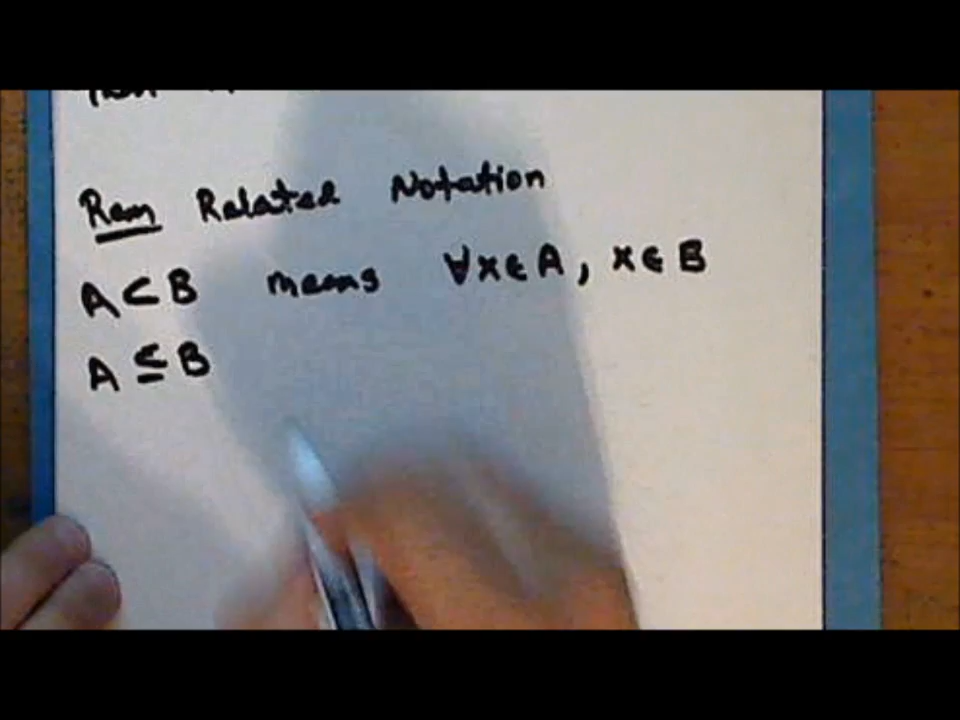 Rem Related Notation
A ⊂ B means ∀x∈A, x∈B
A ⊆ B